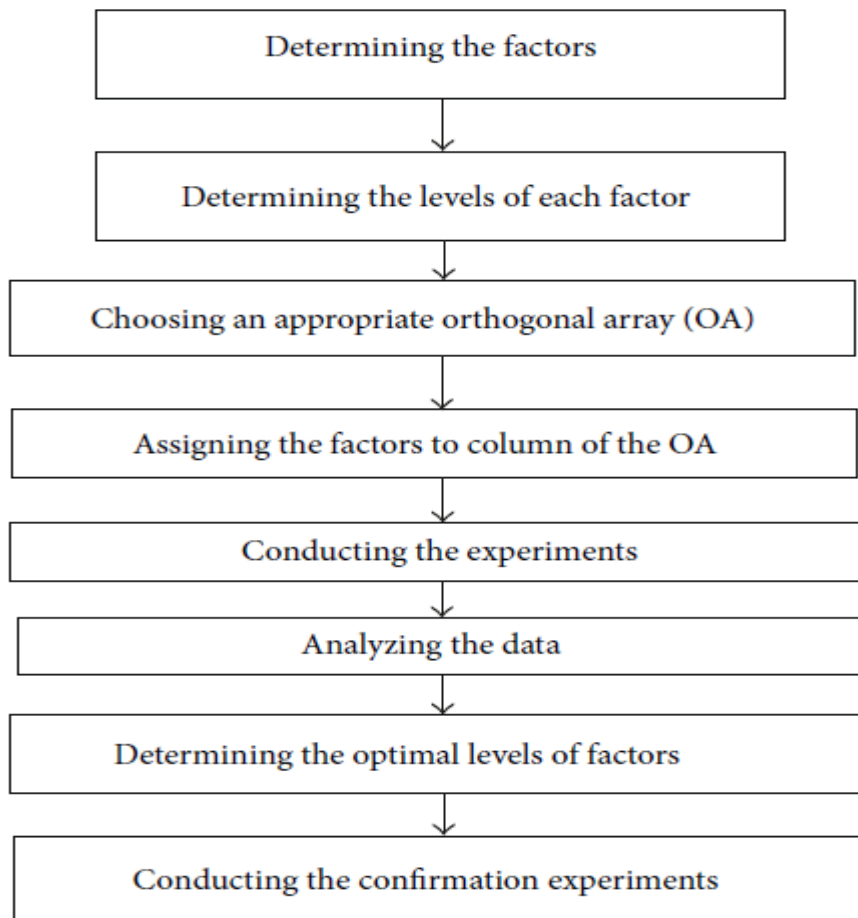 Determining the factors
Determining the levels of each factor
Choosing an appropriate orthogonal array (OA)
Assigning the factors to column of the OA
Conducting the experiments
Analyzing the data
Determining the optimal levels of factors
Conducting the confirmation experiments